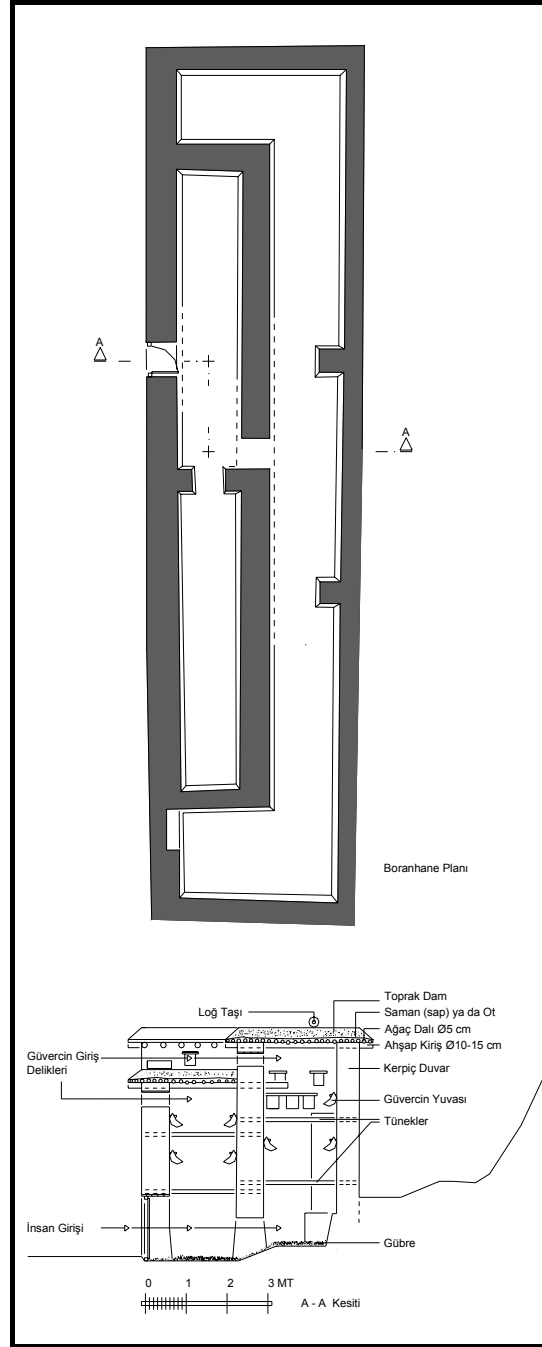 A
A
Boranhane Planı
Toprak Dam
Loğ Taşı
Saman (sap) ya da Ot
Ağaç Dalı Ø5 cm
Ahşap Kiriş Ø10-15 cm
Güvercin Giriş
Delikleri
Kerpiç Duvar
Güvercin Yuvası
Tünekler
İnsan Girişi
Gübre
0 1 2 3 MT
A - A Kesiti